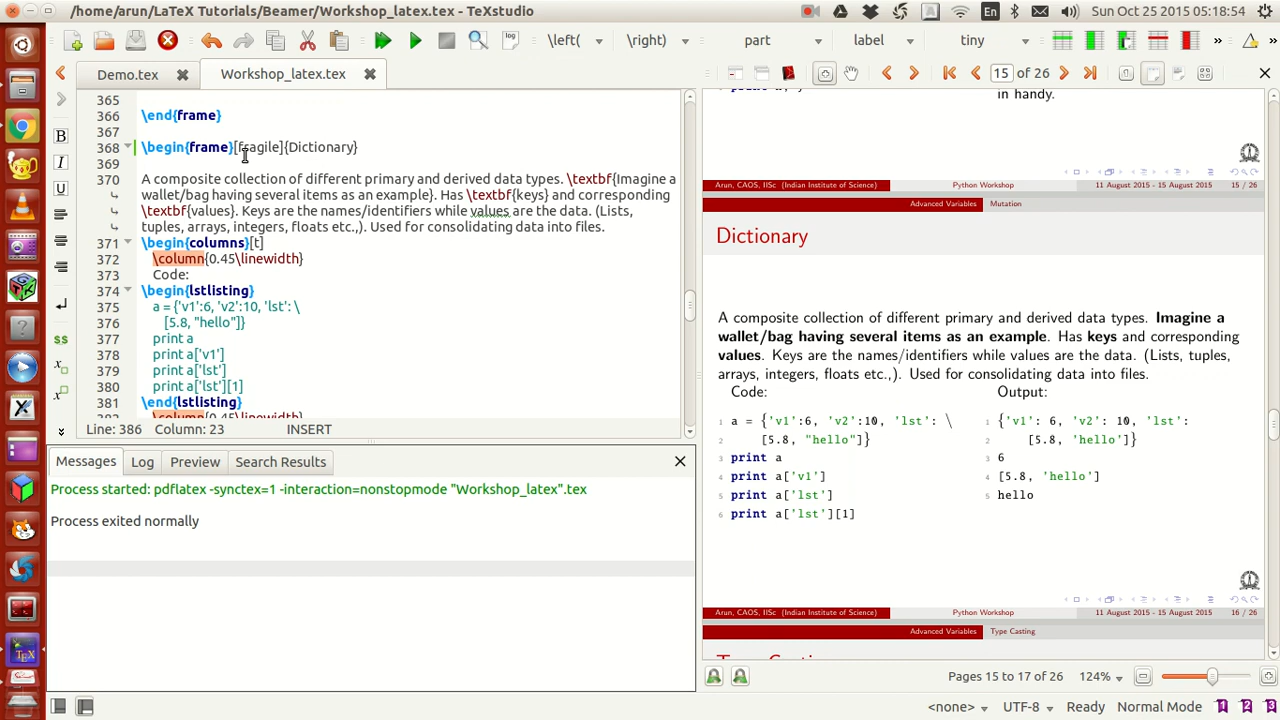 /home/arun/LaTeX Tutorials/Beamer/Workshop_latex.tex - TeXstudio
En
Sun Oct 25 2015 05:18:54
\left(
\right)
part
label
tiny
Demo.tex
Workshop_latex.tex
15 of 26
365
366 \end{frame}
367
368 \begin{frame}[fragile]{Dictionary}
369
370 A composite collection of different primary and derived data types. \textbf{Imagine a
wallet/bag having several items as an example}. Has \textbf{keys} and corresponding
\textbf{values}. Keys are the names/identifiers while values are the data. (Lists,
tuples, arrays, integers, floats etc.,). Used for consolidating data into files.
371 \begin{columns}[t]
372 \column{0.45\linewidth}
373 Code:
374 \begin{lstlisting}
375 a = {'v1':6, 'v2':10, 'lst': \
376 [5.8, "hello"]}
377 print a
378 print a['v1']
379 print a['lst']
380 print a['lst'][1]
381 \end{lstlisting}
382 \column{0.45\linewidth}
Line: 386 Column: 23 INSERT
Messages
Log
Preview
Search Results
Process started: pdflatex -synctex=1 -interaction=nonstopmode "Workshop_latex".tex
Process exited normally
in handy.
Arun, CAOS, IISc (Indian Institute of Science) Python Workshop 11 August 2015 - 15 August 2015 15 / 26
Advanced Variables Mutation
Dictionary
A composite collection of different primary and derived data types. Imagine a
wallet/bag having several items as an example. Has keys and corresponding
values. Keys are the names/identifiers while values are the data. (Lists, tuples,
arrays, integers, floats etc.,). Used for consolidating data into files.
Code:
1 a = {'v1':6, 'v2':10, 'lst': \
2 [5.8, "hello"]}
3 print a
4 print a['v1']
5 print a['lst']
6 print a['lst'][1]
Output:
1 {'v1': 6, 'v2': 10, 'lst':
2 [5.8, 'hello']}
3 6
4 [5.8, 'hello']
5 hello
Arun, CAOS, IISc (Indian Institute of Science) Python Workshop 11 August 2015 - 15 August 2015 16 / 26
Advanced Variables Type Casting
Pages 15 to 17 of 26 124%
<none> UTF-8 Ready Normal Mode